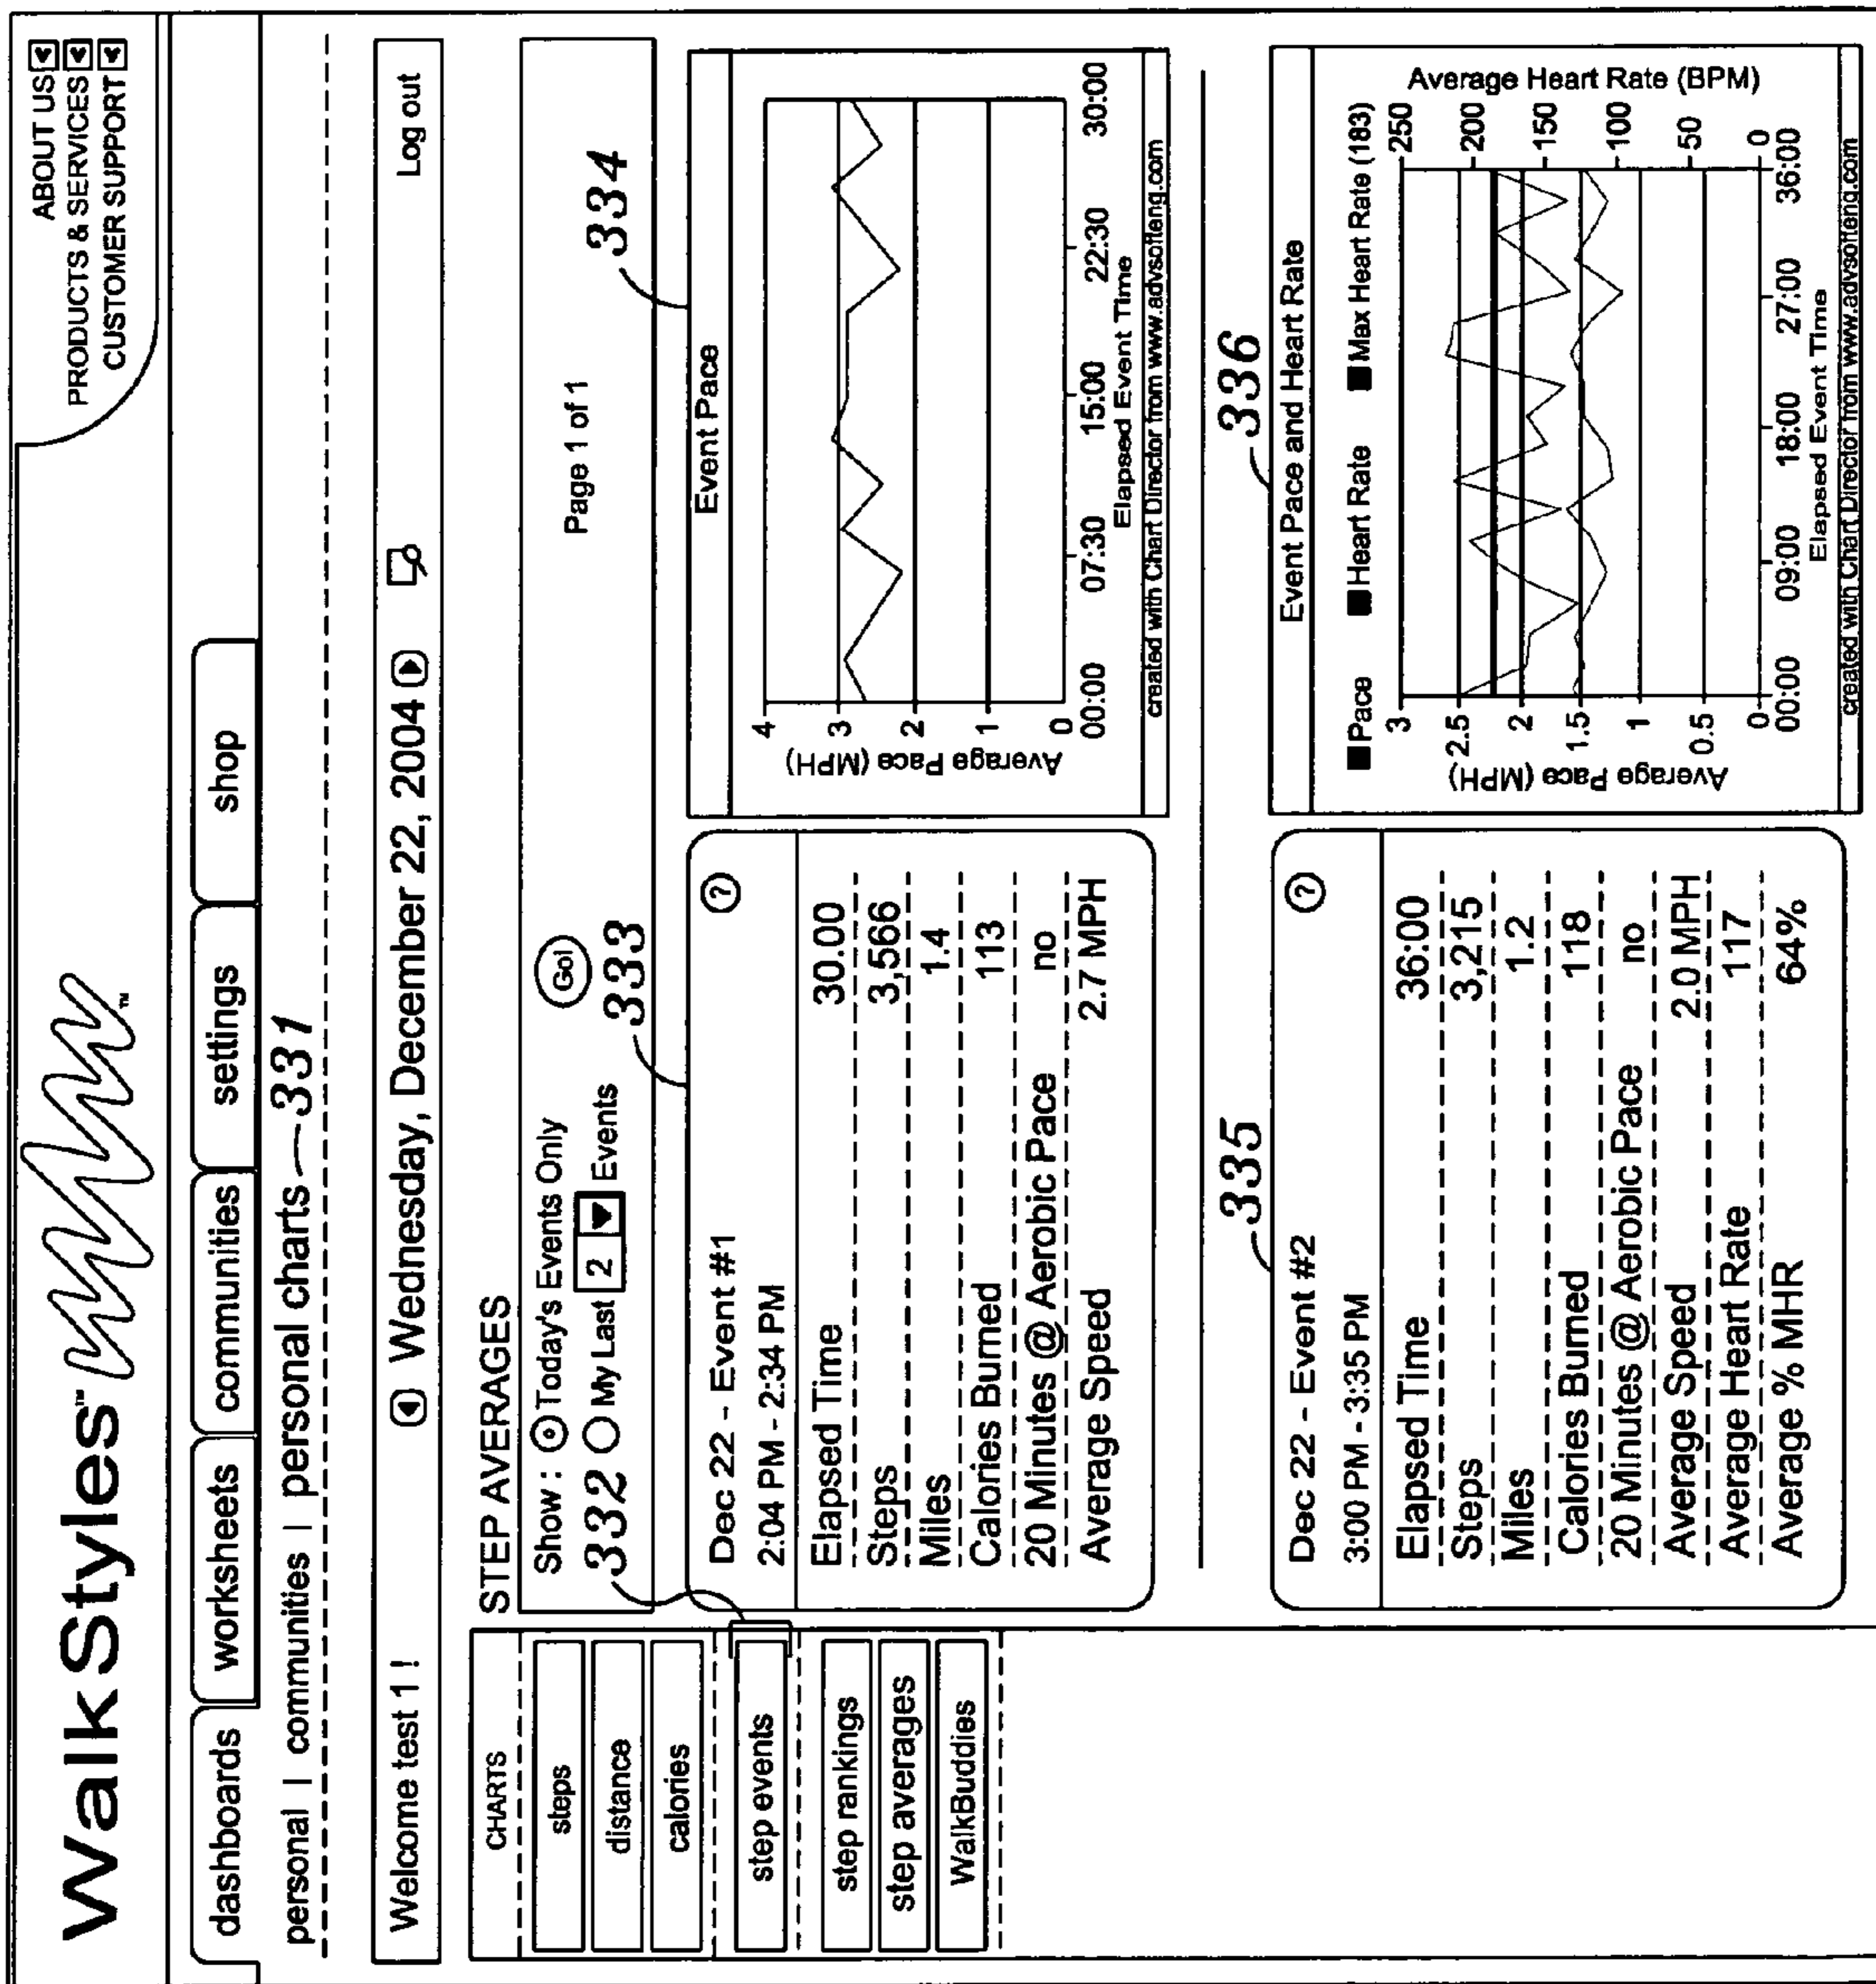 WalkStyles™
™
ABOUT US
PRODUCTS & SERVICES
CUSTOMER SUPPORT
dashboards worksheets communities settings shop
personal | communities | personal charts 331
Welcome test 1 ! Wednesday, December 22, 2004 Log out
CHARTS
steps
distance
calories
step events
step rankings
step averages
WalkBuddies
STEP AVERAGES
Show : Today's Events Only Go!
My Last 2 Events
Page 1 of 1
332
333
334
Dec 22 - Event #1 ?
2:04 PM - 2:34 PM
Elapsed Time 30.00
Steps 3,566
Miles 1.4
Calories Burned 113
20 Minutes @ Aerobic Pace no
Average Speed 2.7 MPH
Event Pace
Average Pace (MPH)
4
3
2
1
0
00:00 07:30 15:00 22:30 30:00
Elapsed Event Time
created with Chart Director from www.advsofteng.com
335
336
Dec 22 - Event #2 ?
3:00 PM - 3:35 PM
Elapsed Time 36:00
Steps 3,215
Miles 1.2
Calories Burned 118
20 Minutes @ Aerobic Pace no
Average Speed 2.0 MPH
Average Heart Rate 117
Average % MHR 64%
Event Pace and Heart Rate
Pace Heart Rate Max Heart Rate (183)
Average Pace (MPH)
3
2.5
2
1.5
1
0.5
0
250
200
150
100
50
0
Average Heart Rate (BPM)
00:00 09:00 18:00 27:00 36:00
Elapsed Event Time
created with Chart Director from www.advsofteng.com